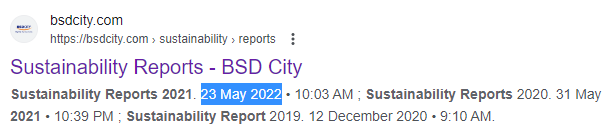 bsdcity.com
https://bsdcity.com › sustainability › reports
Sustainability Reports - BSD City
Sustainability Reports 2021. 23 May 2022 • 10:03 AM ; Sustainability Reports 2020. 31 May
2021 • 10:39 PM ; Sustainability Report 2019. 12 December 2020 • 9:10 AM.